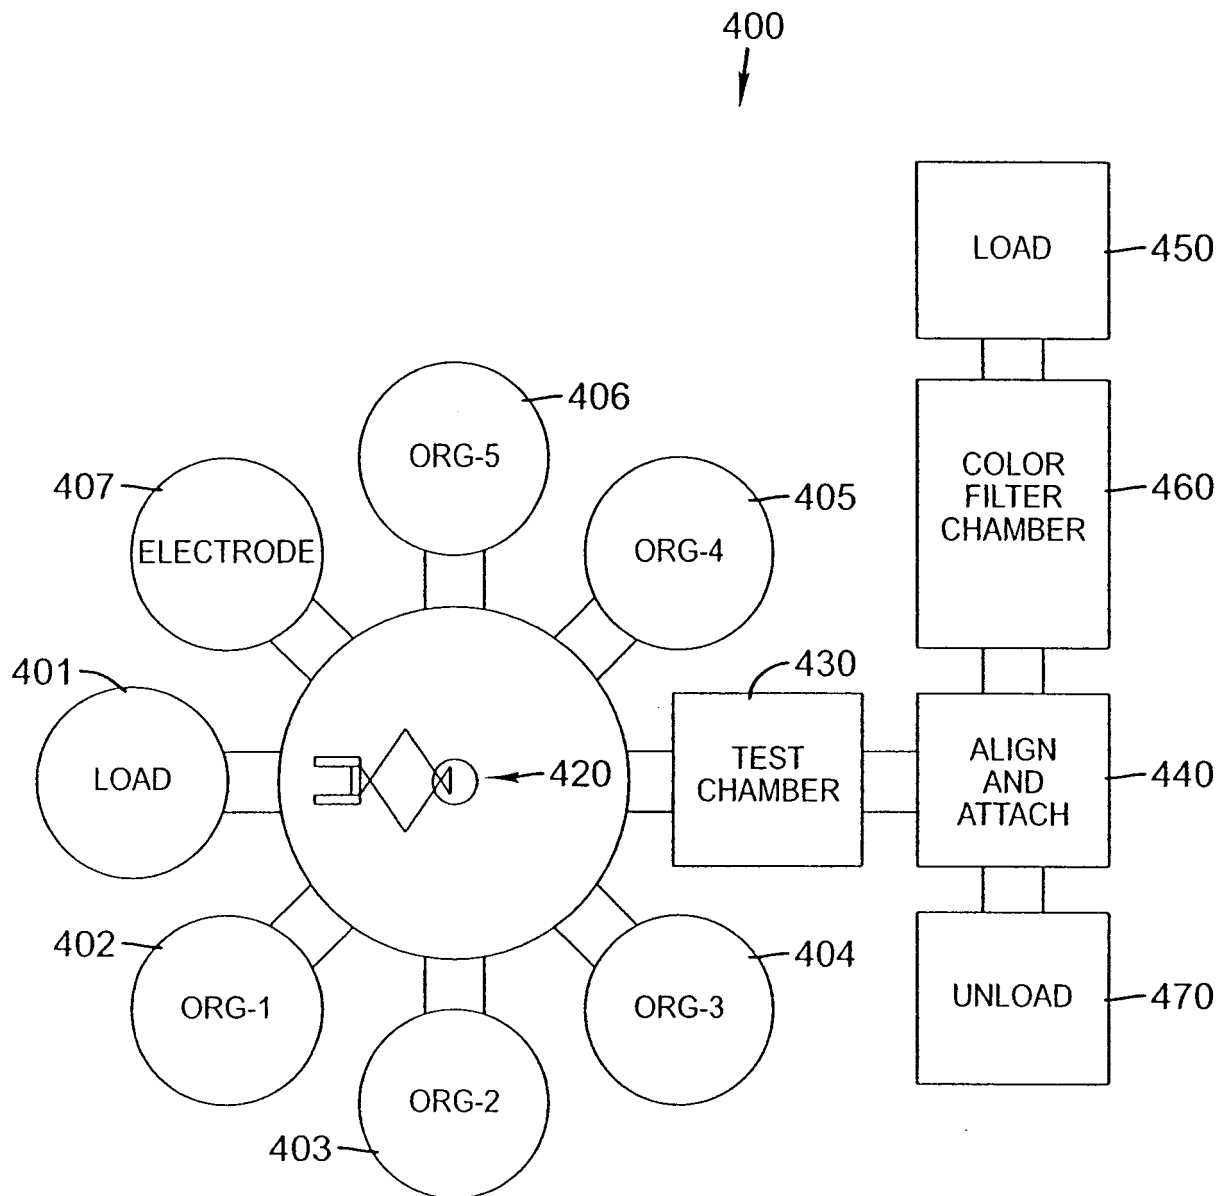 400
LOAD
450
COLOR
FILTER
CHAMBER
460
406
ORG-5
407
ELECTRODE
405
ORG-4
401
LOAD
430
TEST
CHAMBER
420
ALIGN
AND
ATTACH
440
402
ORG-1
404
ORG-3
UNLOAD
470
ORG-2
403